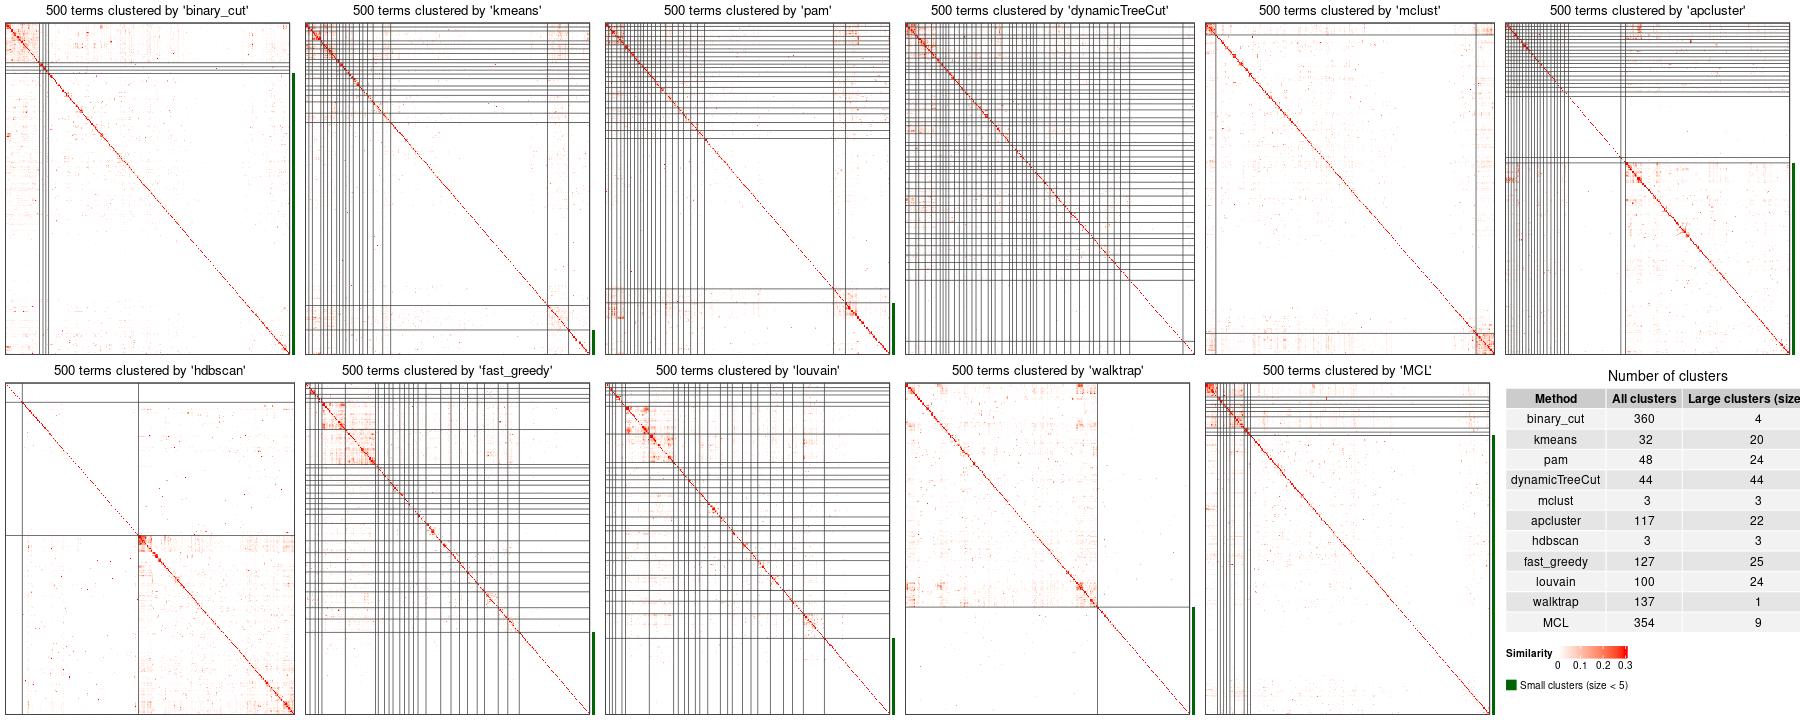 500 terms clustered by 'binary_cut'
500 terms clustered by 'kmeans'
500 terms clustered by 'pam'
500 terms clustered by 'dynamicTreeCut'
500 terms clustered by 'mclust'
500 terms clustered by 'apcluster'
500 terms clustered by 'hdbscan'
500 terms clustered by 'fast_greedy'
500 terms clustered by 'louvain'
500 terms clustered by 'walktrap'
500 terms clustered by 'MCL'
Number of clusters
Method All clusters Large clusters (size
binary_cut 360 4
kmeans 32 20
pam 48 24
dynamicTreeCut 44 44
mclust 3 3
apcluster 117 22
hdbscan 3 3
fast_greedy 127 25
louvain 100 24
walktrap 137 1
MCL 354 9
Similarity
0 0.1 0.2 0.3
Small clusters (size < 5)